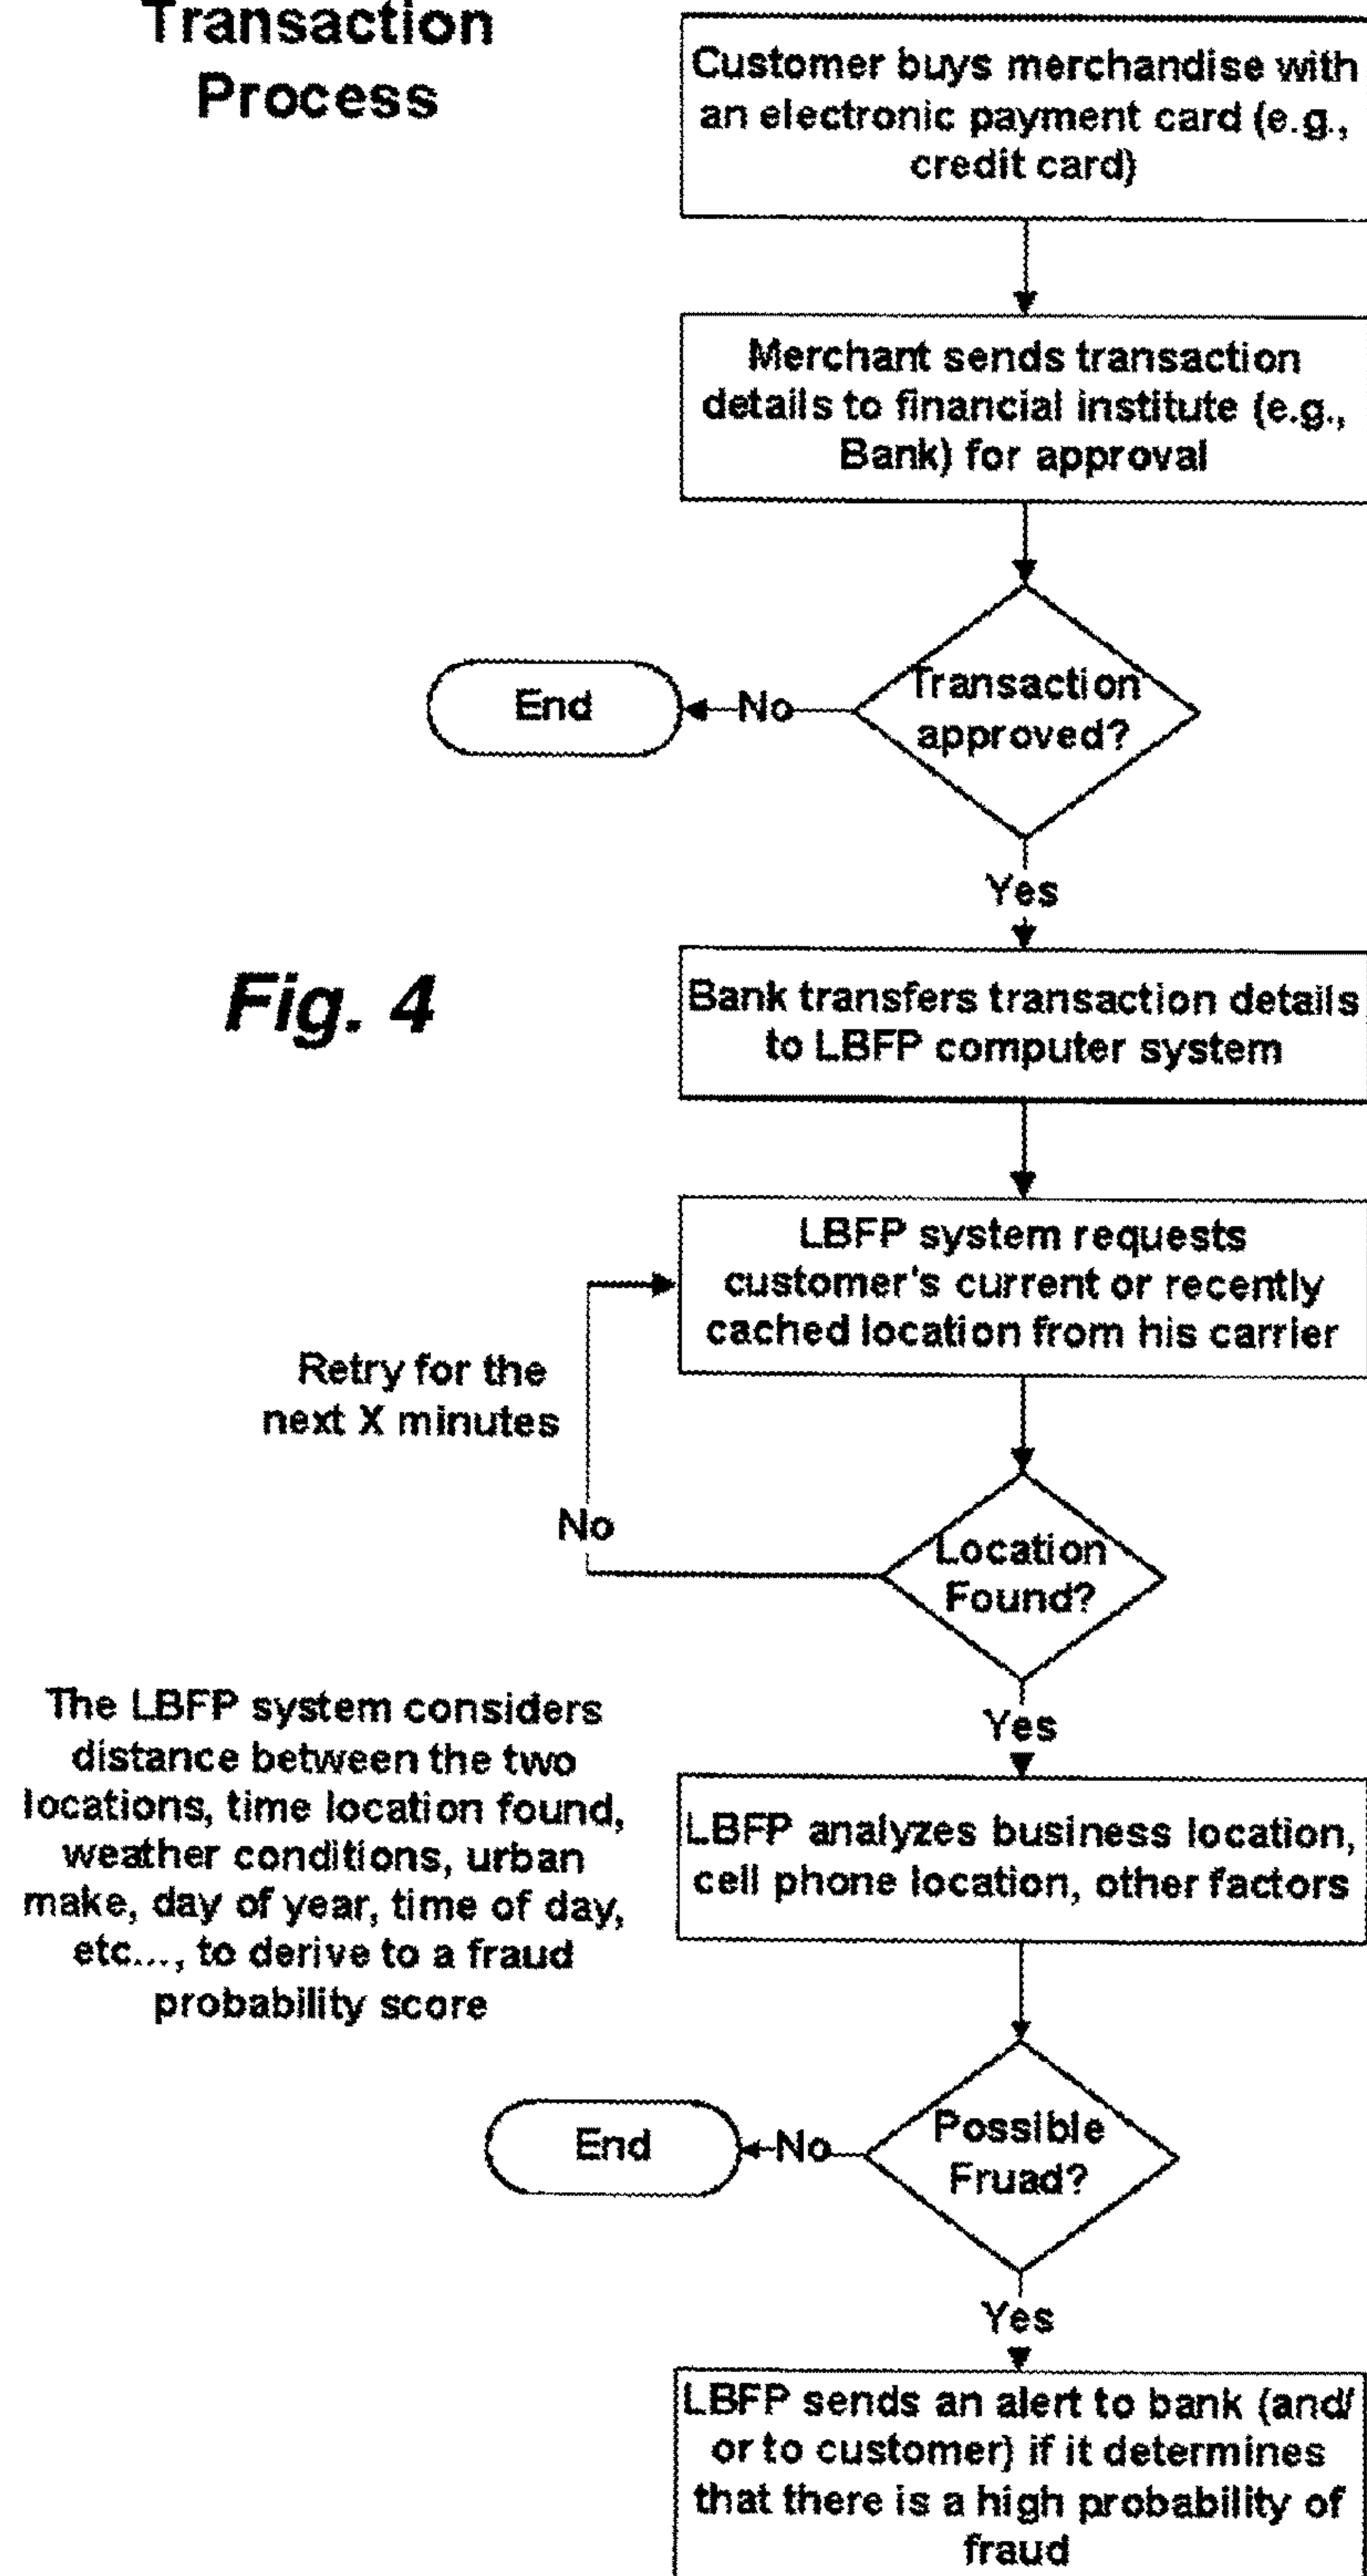 Transaction
Process
Customer buys merchandise with
an electronic payment card (e.g.,
credit card)
Merchant sends transaction
details to financial institute (e.g.,
Bank) for approval
Transaction
approved?
No
End
Yes
Fig. 4
Bank transfers transaction details
to LBFP computer system
LBFP system requests
customer's current or recently
cached location from his carrier
Retry for the
next X minutes
No
Location
Found?
Yes
The LBFP system considers
distance between the two
locations, time location found,
weather conditions, urban
make, day of year, time of day,
etc..., to derive to a fraud
probability score
LBFP analyzes business location,
cell phone location, other factors
Possible
Fruad?
No
End
Yes
LBFP sends an alert to bank (and/
or to customer) if it determines
that there is a high probability of
fraud